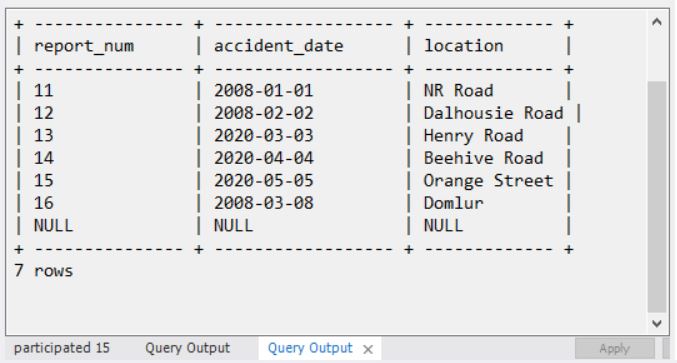 + --------------- + ------------------ + ------------- +
| report_num | accident_date | location |
+ --------------- + ------------------ + ------------- +
| 11 | 2008-01-01 | NR Road |
| 12 | 2008-02-02 | Dalhousie Road |
| 13 | 2020-03-03 | Henry Road |
| 14 | 2020-04-04 | Beehive Road |
| 15 | 2020-05-05 | Orange Street |
| 16 | 2008-03-08 | Domlur |
| NULL | NULL | NULL |
+ --------------- + ------------------ + ------------- +
7 rows
participated 15 Query Output Query Output × Apply